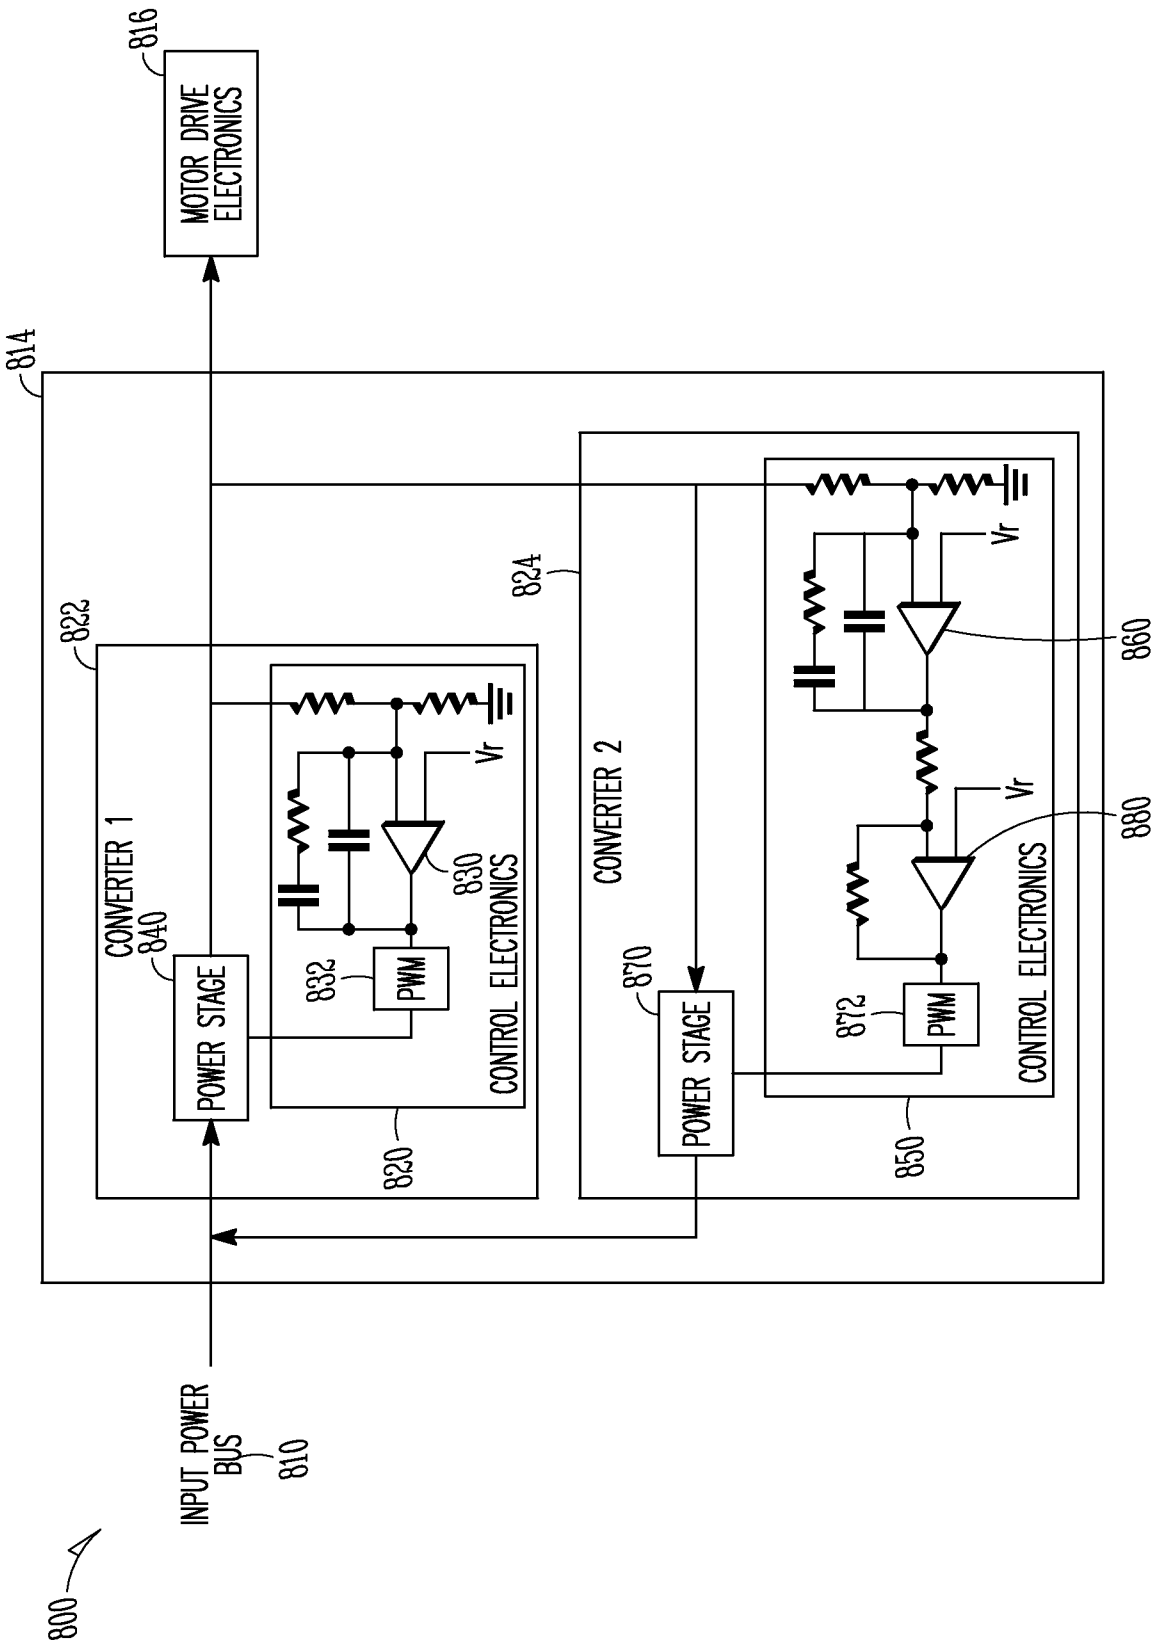 800
INPUT POWER
BUS
810
814
822
CONVERTER 1
840
POWER STAGE
832
PWM
830
Vr
CONTROL ELECTRONICS
820
816
MOTOR DRIVE
ELECTRONICS
824
CONVERTER 2
870
POWER STAGE
872
PWM
880
Vr
860
Vr
CONTROL ELECTRONICS
850